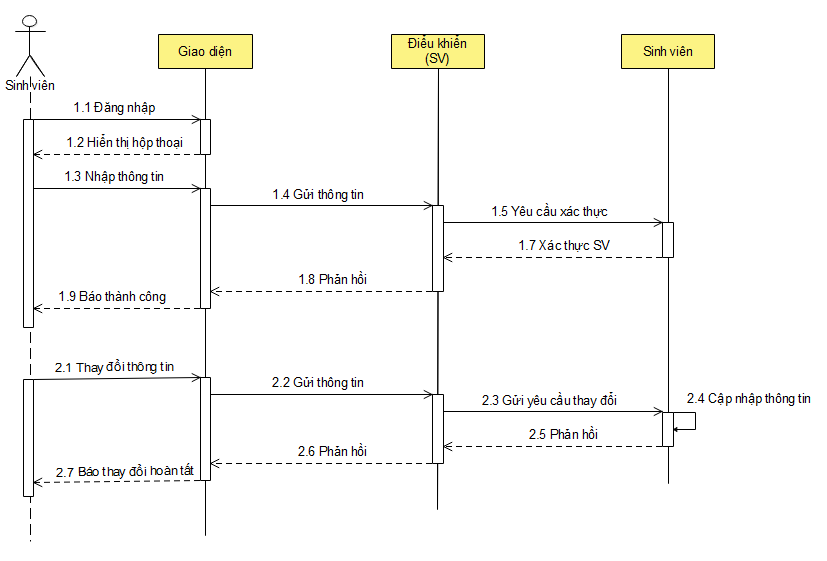 Sinh viên
Giao diện
Điều khiển
(SV)
Sinh viên
1.1 Đăng nhập
1.2 Hiển thị hộp thoại
1.3 Nhập thông tin
1.4 Gửi thông tin
1.5 Yêu cầu xác thực
1.7 Xác thực SV
1.8 Phản hồi
1.9 Báo thành công
2.1 Thay đổi thông tin
2.2 Gửi thông tin
2.3 Gửi yêu cầu thay đổi
2.4 Cập nhập thông tin
2.5 Phản hồi
2.6 Phản hồi
2.7 Báo thay đổi hoàn tất